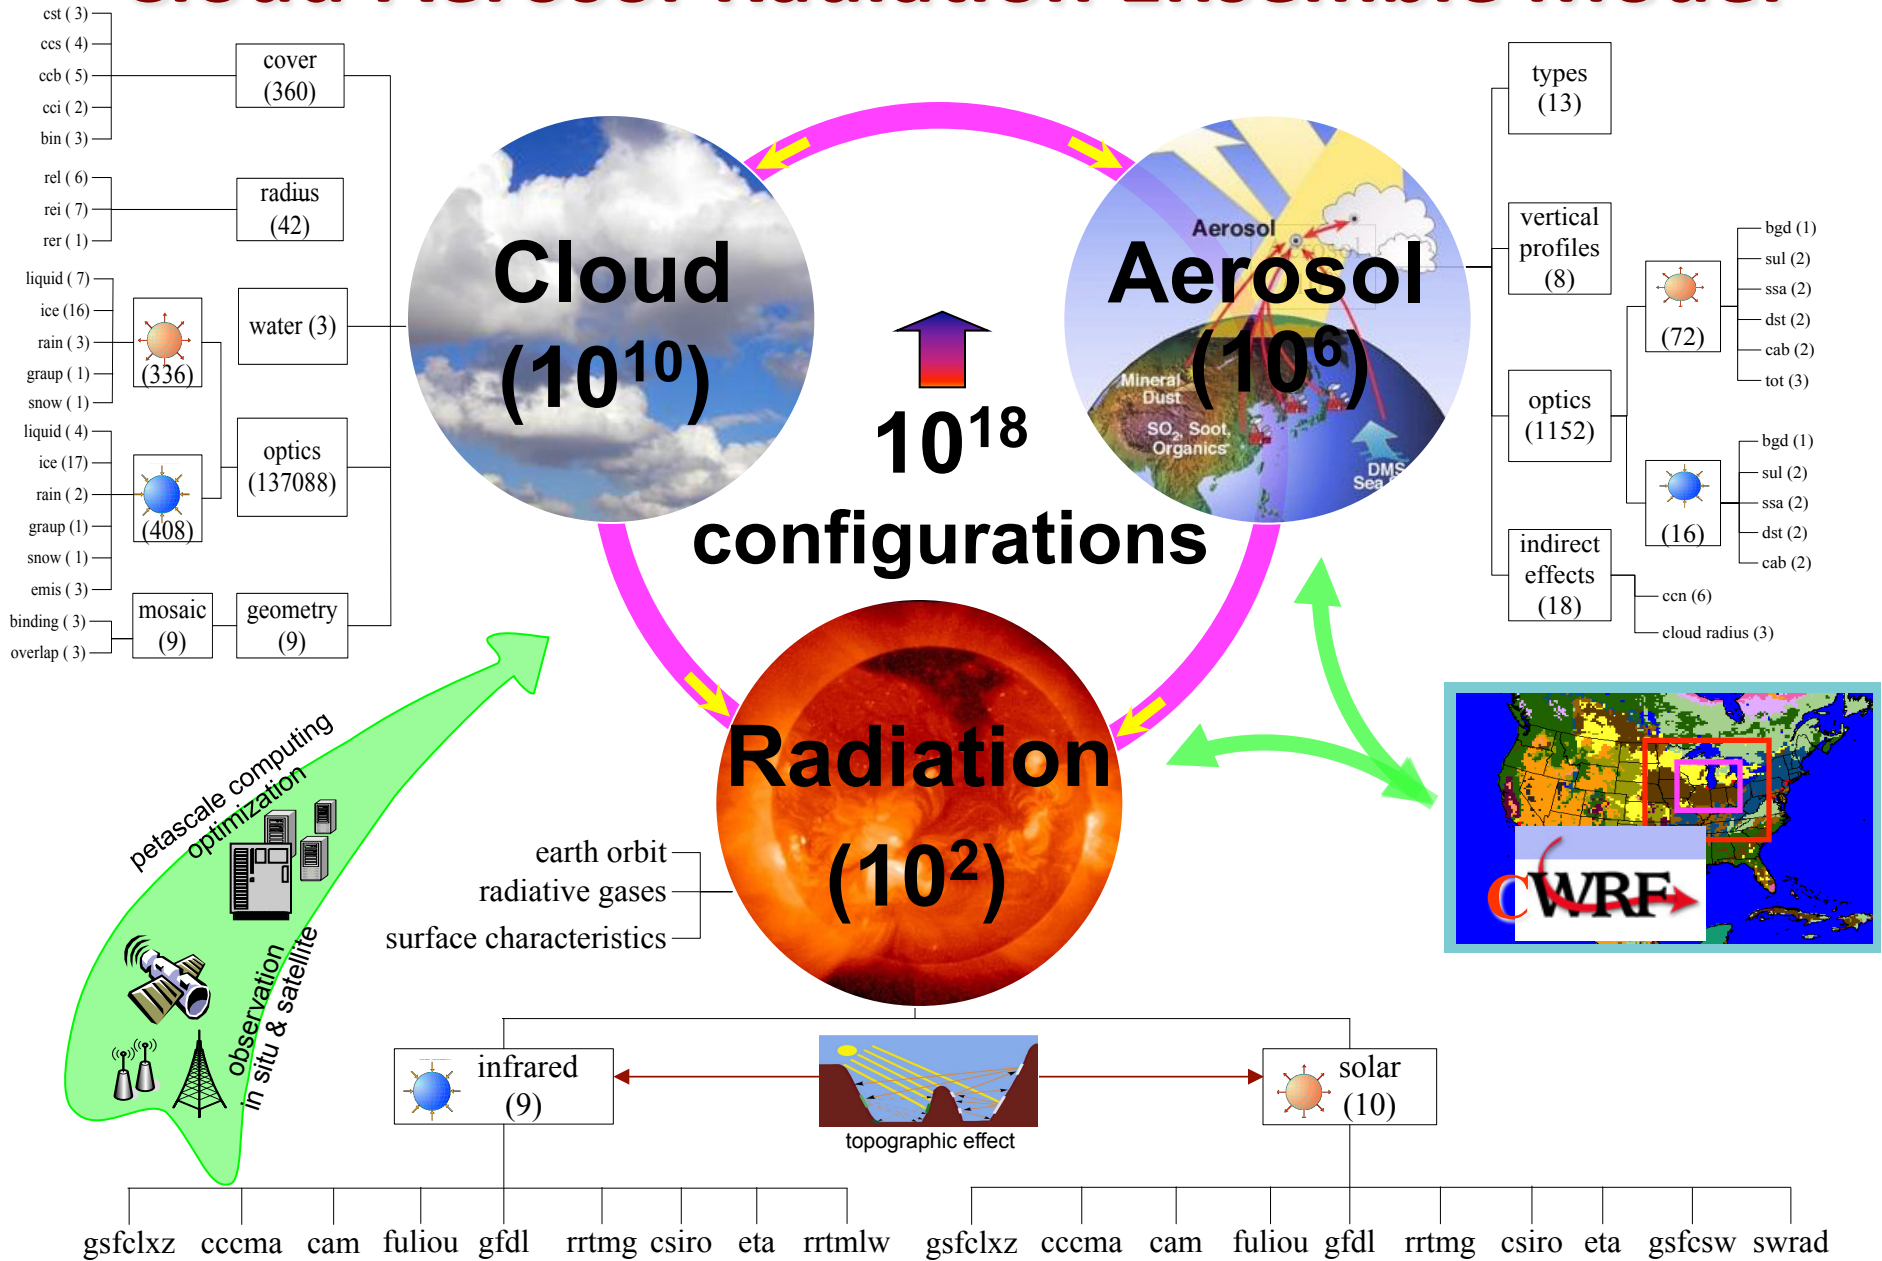 Cloud-Aerosol-Radiation Ensemble Model
cst ( 3)
ccs ( 4)
ccb ( 5)
cci ( 2)
bin ( 3)
cover
(360)
rel ( 6)
rei ( 7)
rer ( 1)
radius
(42)
liquid ( 7)
ice (16)
rain ( 3)
graup ( 1)
snow ( 1)
(336)
water (3)
liquid ( 4)
ice (17)
rain ( 2)
graup (1)
snow ( 1)
emis ( 3)
(408)
optics
(137088)
binding ( 3)
overlap ( 3)
mosaic
(9)
geometry
(9)
Cloud
(10¹⁰)
Aerosol
Aerosol
(10⁶)
Mineral
Dust
SO₂, Soot,
Organics
DMS
10¹⁸
configurations
types
(13)
vertical
profiles
(8)
optics
(1152)
indirect
effects
(18)
(72)
bgd (1)
sul (2)
ssa (2)
dst (2)
cab (2)
tot (3)
(16)
bgd (1)
sul (2)
ssa (2)
dst (2)
cab (2)
ccn (6)
cloud radius (3)
Radiation
(10²)
earth orbit
radiative gases
surface characteristics
petascale computing
optimization
observation
in situ & satellite
CWRF
infrared
(9)
topographic effect
solar
(10)
gsfclxz cccma cam fuliou gfdl rrtmg csiro eta rrtmlw gsfclxz cccma cam fuliou gfdl rrtmg csiro eta gsfcsw swrad